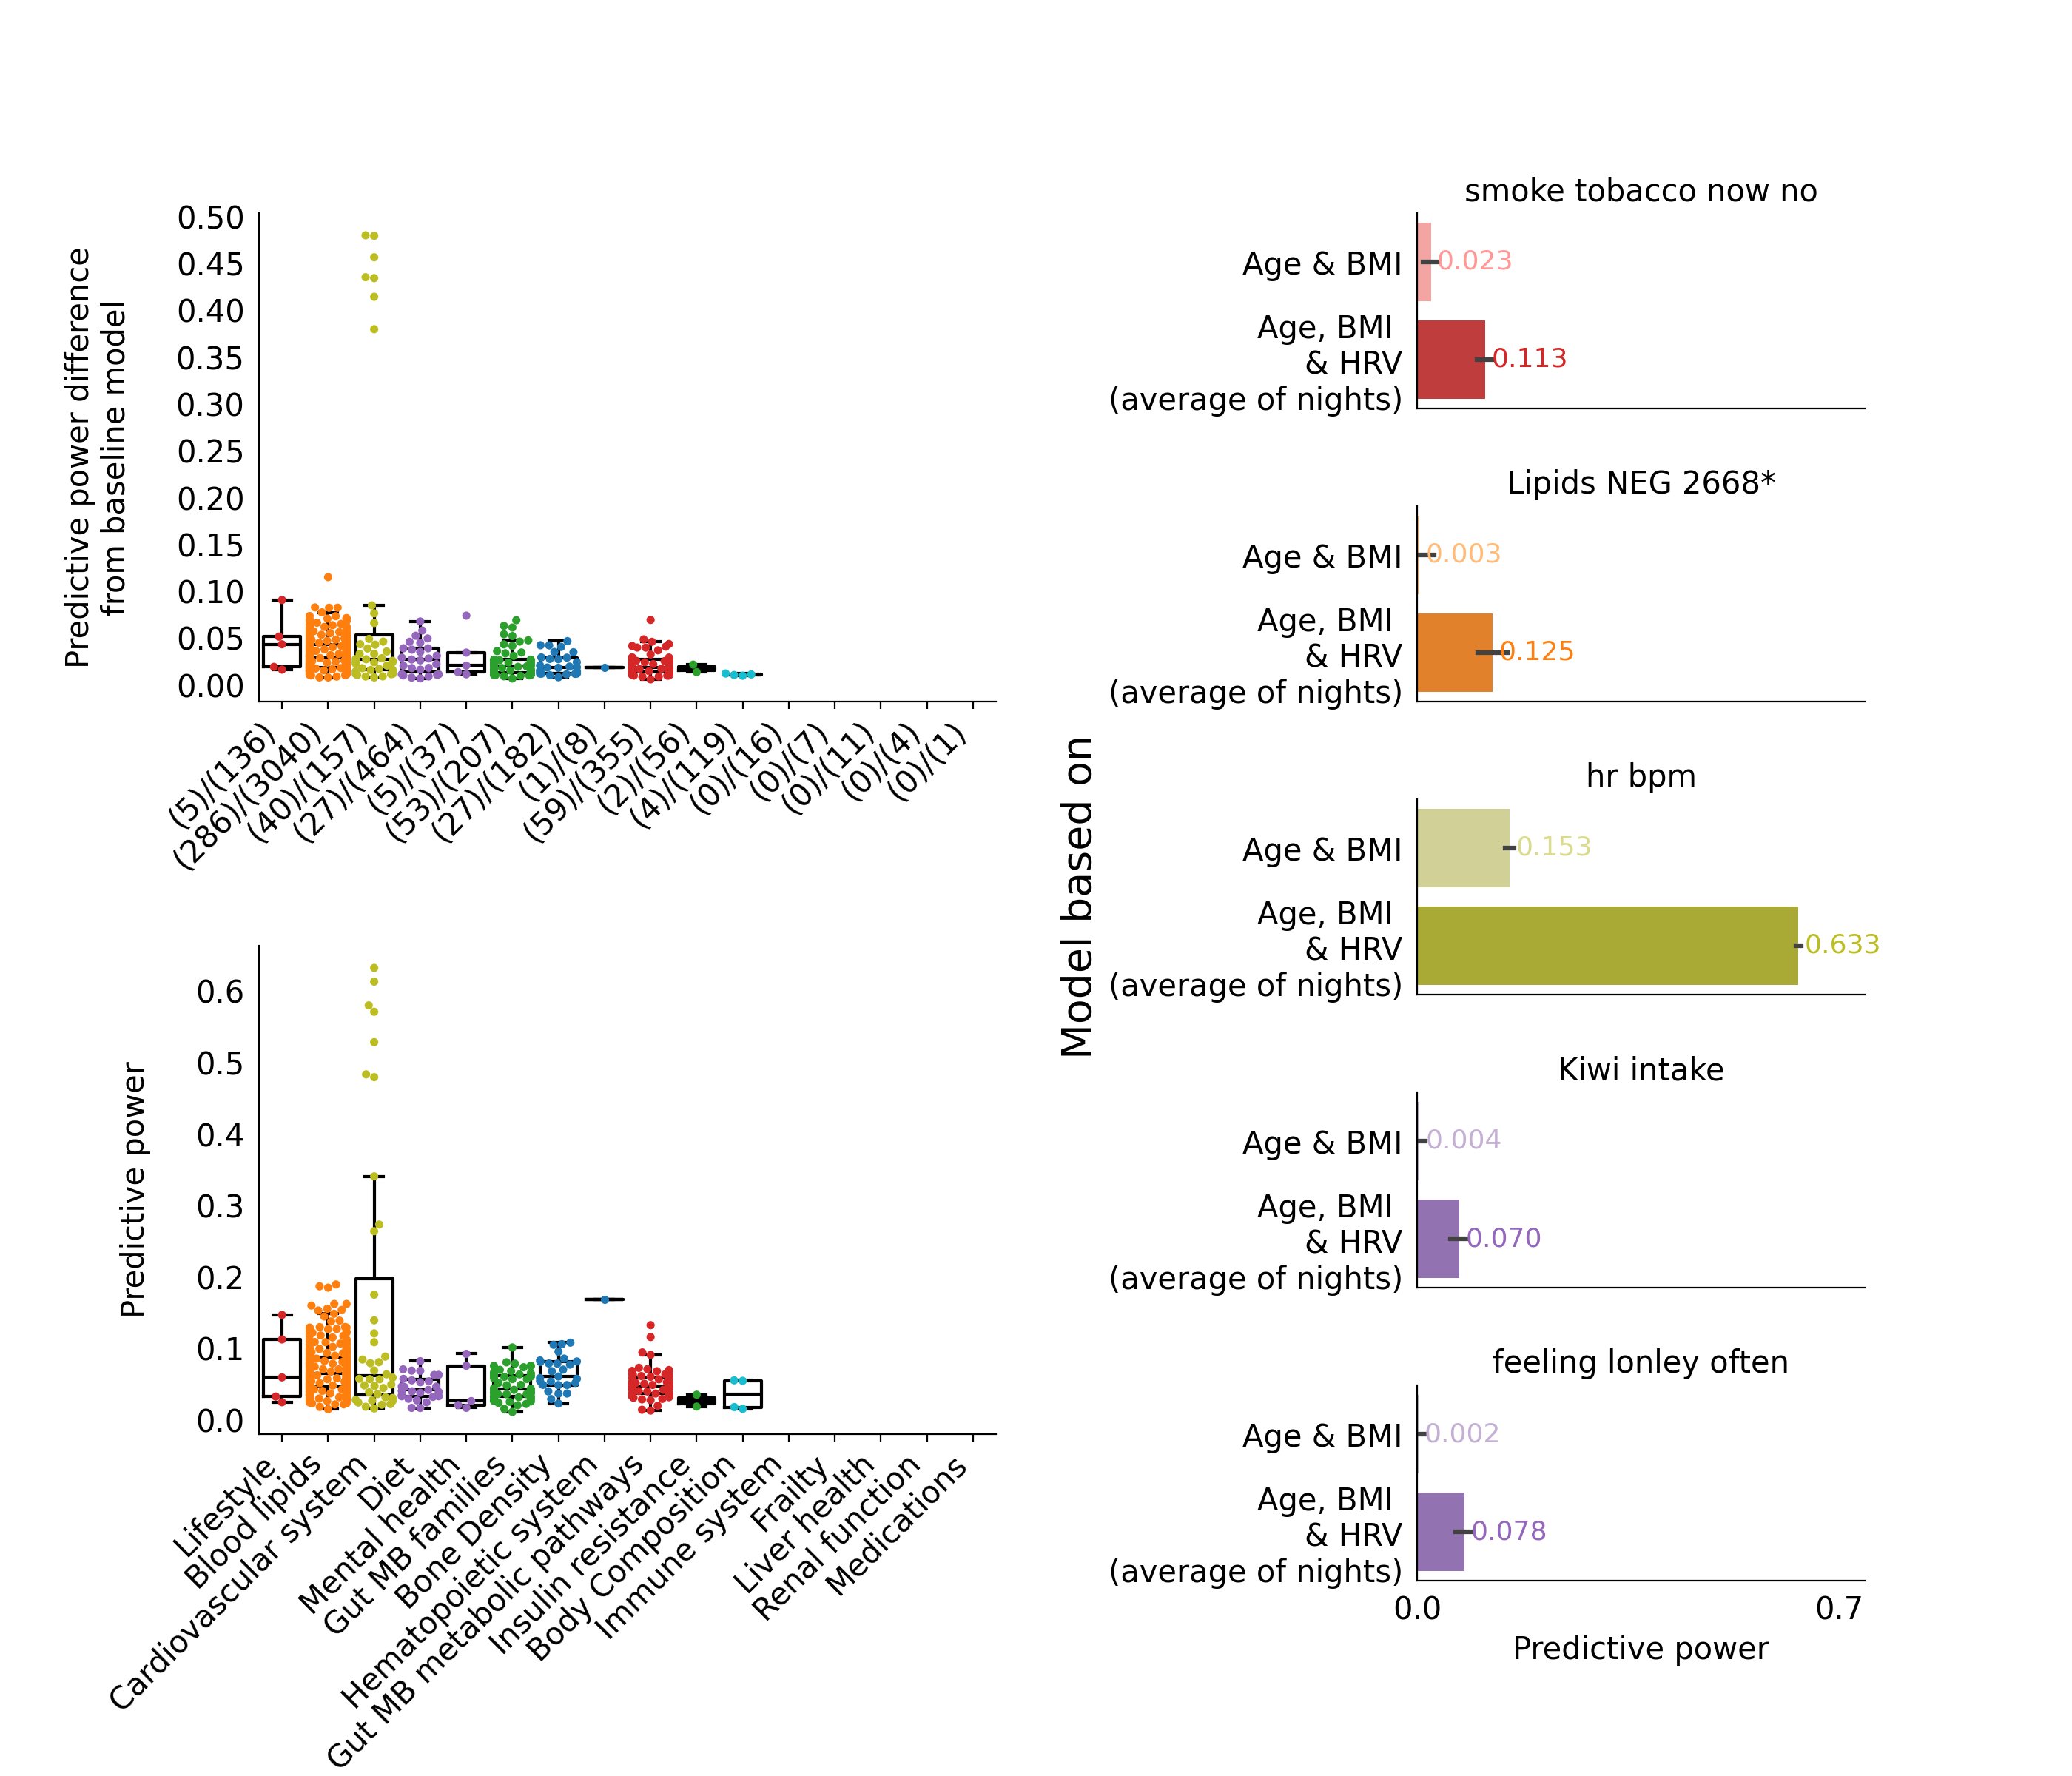 0.50
0.45
0.40
0.35
0.30
0.25
0.20
0.15
0.10
0.05
0.00
Predictive power difference
from baseline model
(5)/(136)
(286)/(3040)
(40)/(157)
(27)/(464)
(5)/(37)
(53)/(207)
(27)/(182)
(1)/(8)
(59)/(355)
(2)/(56)
(4)/(119)
(0)/(16)
(0)/(7)
(0)/(11)
(0)/(4)
(0)/(1)
0.6
0.5
0.4
0.3
0.2
0.1
0.0
Predictive power
Lifestyle
Blood lipids
Cardiovascular system
Diet
Mental health
Gut MB families
Bone Density
Hematopoietic system
Gut MB metabolic pathways
Insulin resistance
Body Composition
Immune system
Frailty
Liver health
Renal function
Medications
Model based on
smoke tobacco now no
Age & BMI
0.023
Age, BMI
& HRV
(average of nights)
0.113
Lipids NEG 2668*
Age & BMI
0.003
Age, BMI
& HRV
(average of nights)
0.125
hr bpm
Age & BMI
0.153
Age, BMI
& HRV
(average of nights)
0.633
Kiwi intake
Age & BMI
0.004
Age, BMI
& HRV
(average of nights)
0.070
feeling lonley often
Age & BMI
0.002
Age, BMI
& HRV
(average of nights)
0.078
0.0
0.7
Predictive power